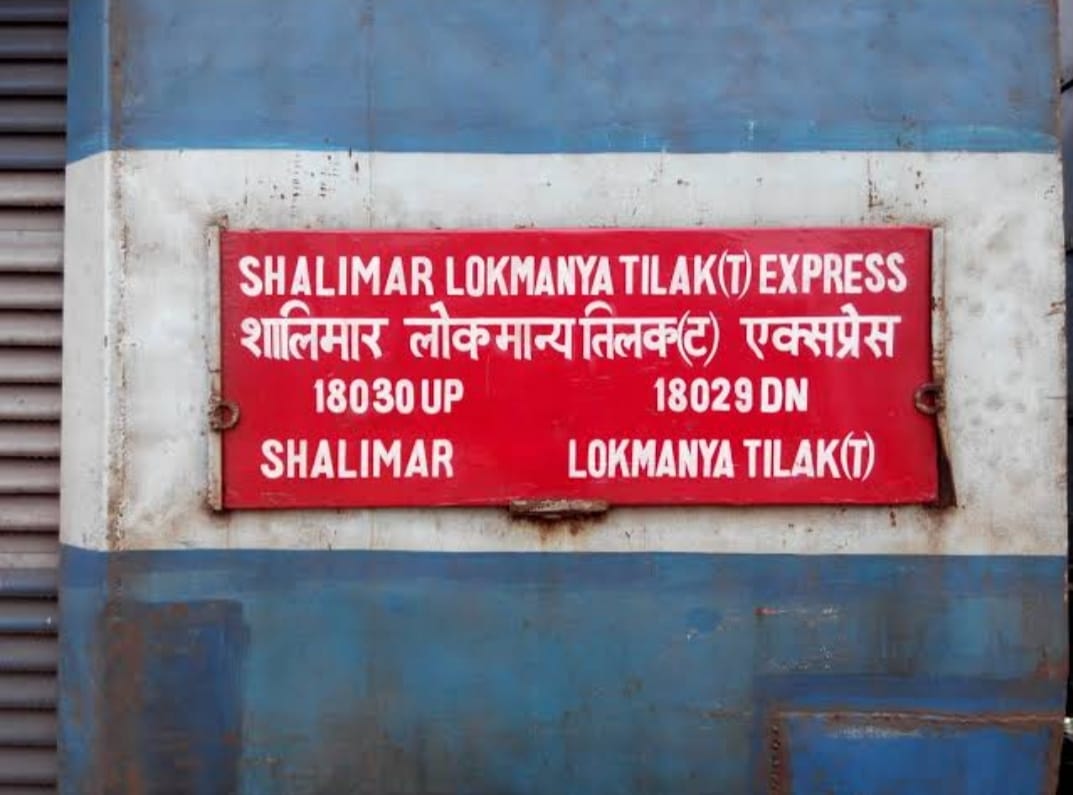 SHALIMAR LOKMANYA TILAK(T) EXPRESS
शालिमार लोकमान्य तिलक(ट) एक्सप्रेस
18030 UP 18029 DN
SHALIMAR LOKMANYA TILAK(T)